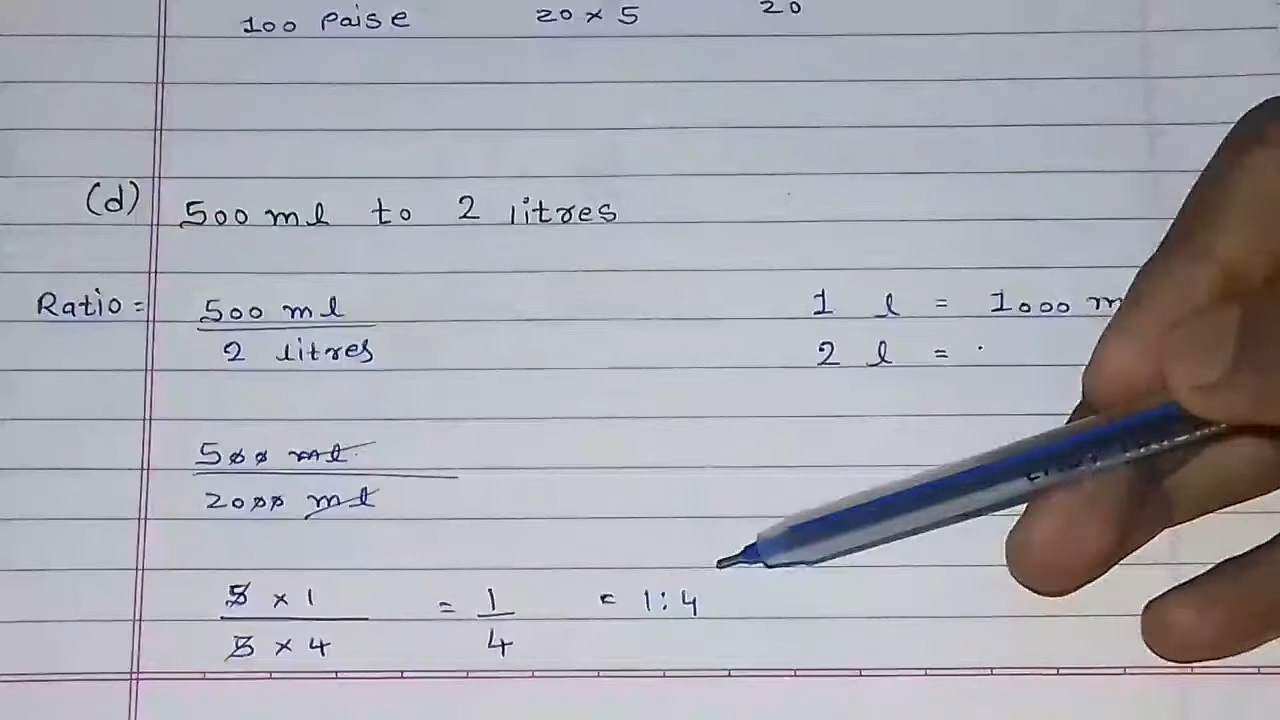 100 paise 20 × 5 20
(d) 500 ml to 2 litres
Ratio = 500 ml 1 l = 1000 m
2 litres 2 l = .
500 ml
2000 ml
5 × 1 = 1 = 1:4
5 × 4 4